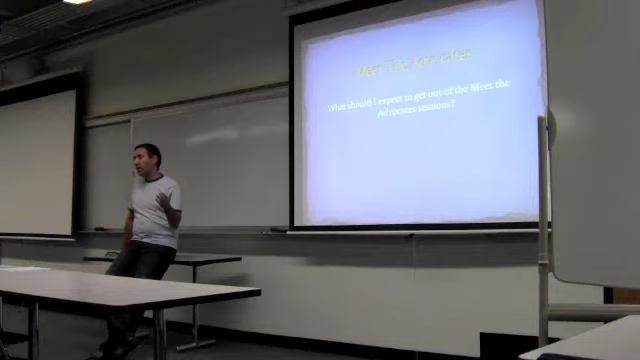 Meet The Advocates
What should I expect to get out of the Meet the
Advocates sessions?